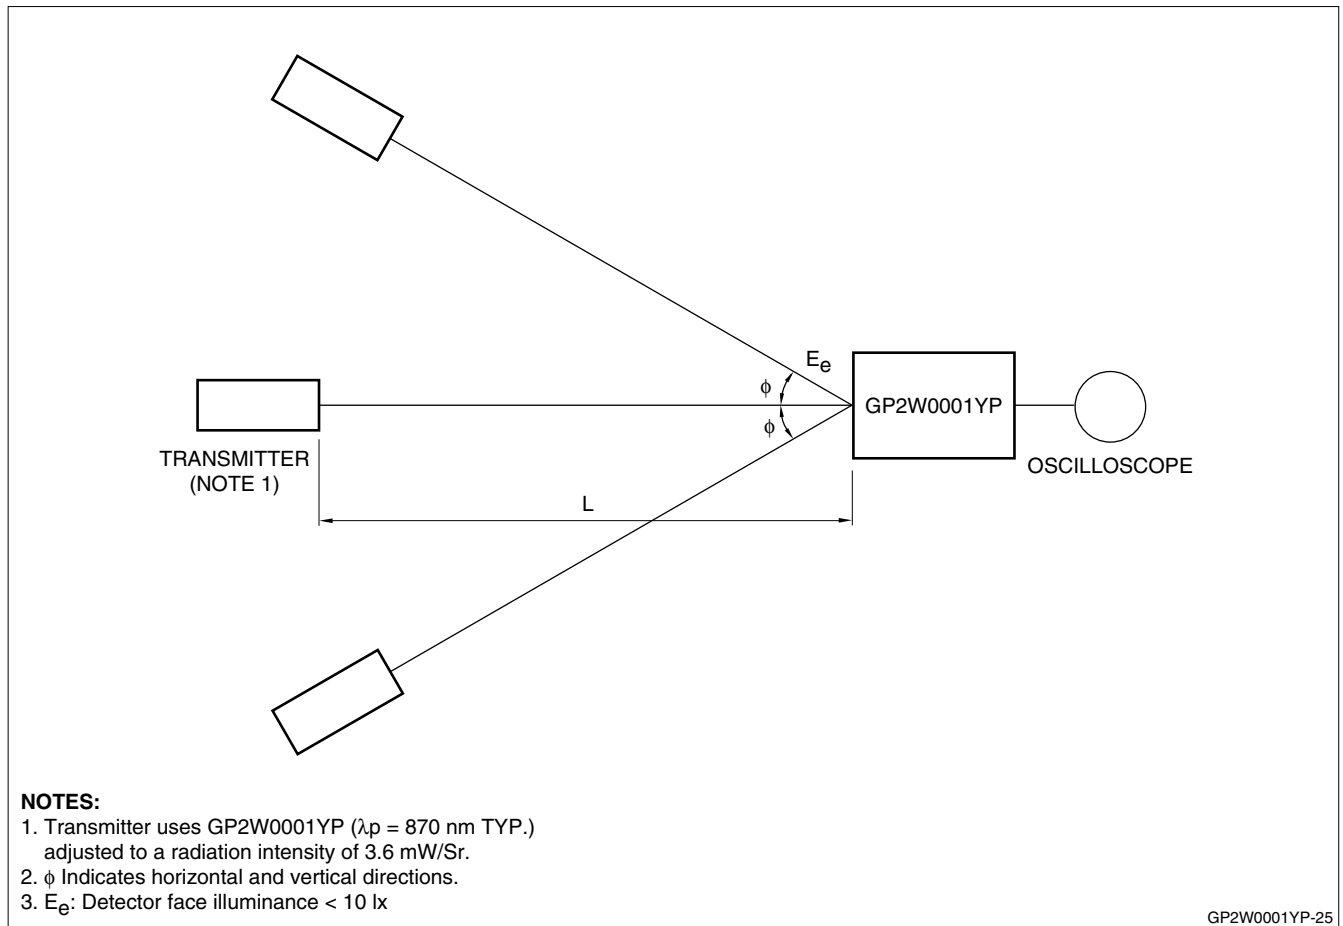 Ee
ϕ
GP2W0001YP
ϕ
TRANSMITTER
(NOTE 1)
OSCILLOSCOPE
L
NOTES:
1. Transmitter uses GP2W0001YP (λp = 870 nm TYP.)
adjusted to a radiation intensity of 3.6 mW/Sr.
2. ϕ Indicates horizontal and vertical directions.
3. Ee: Detector face illuminance < 10 lx
GP2W0001YP-25